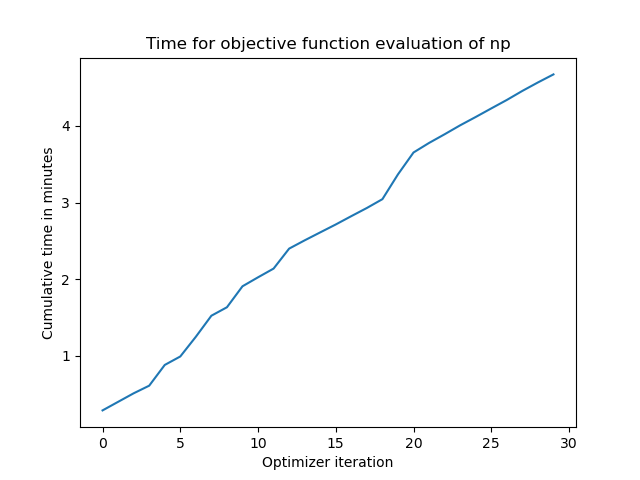 Time for objective function evaluation of np
Cumulative time in minutes
4
3
2
1
0 5 10 15 20 25 30
Optimizer iteration